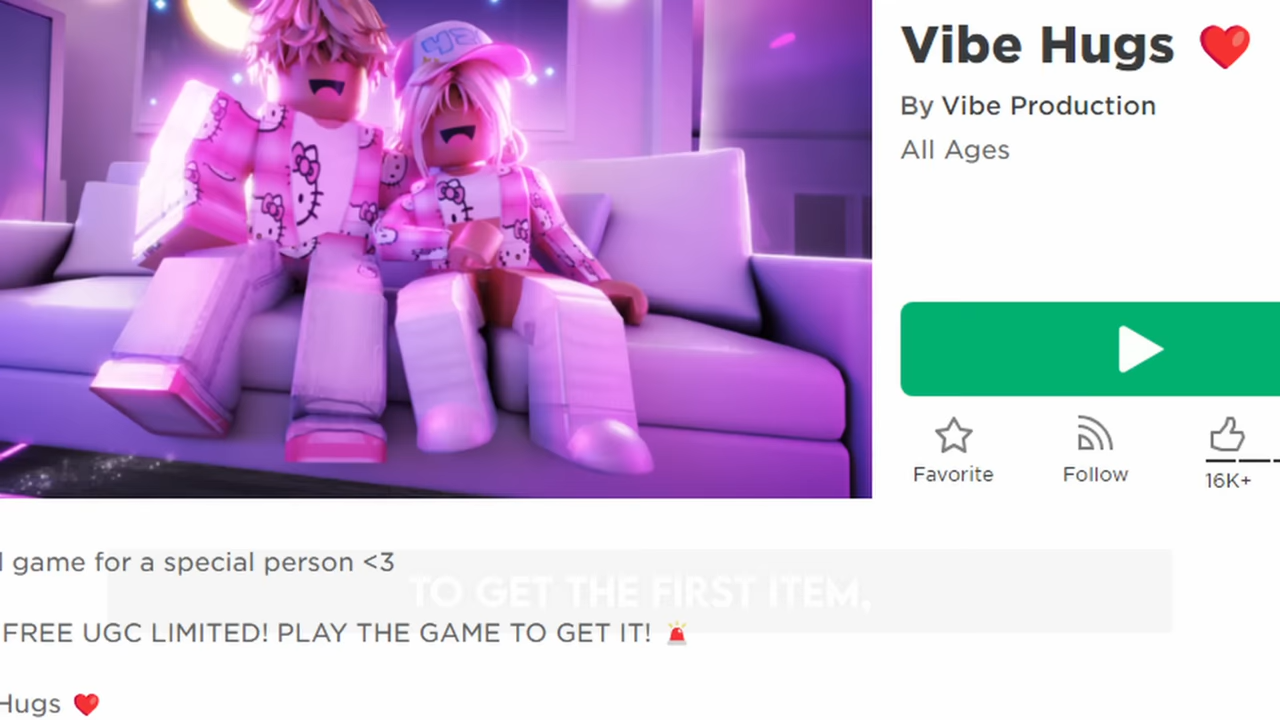 Vibe Hugs ❤️
By Vibe Production
All Ages
Favorite
Follow
16K+
game for a special person <3
TO GET THE FIRST ITEM,
FREE UGC LIMITED! PLAY THE GAME TO GET IT! 🚨
Hugs ❤️